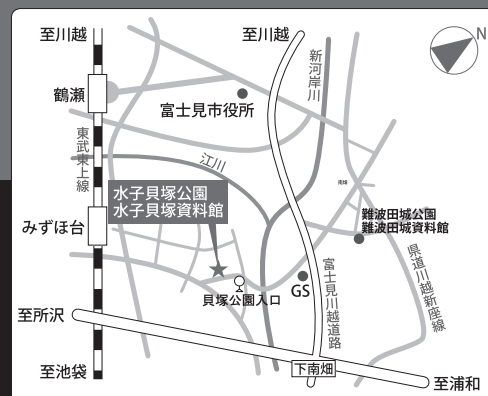 至川越
至川越
N
新河岸川
鶴瀬
富士見市役所
東武東上線
江川
南畑
水子貝塚公園
水子貝塚資料館
難波田城公園
難波田城資料館
みずほ台
県道川越新座線
富士見川越道路
GS
貝塚公園入口
至所沢
下南畑
至池袋
至浦和